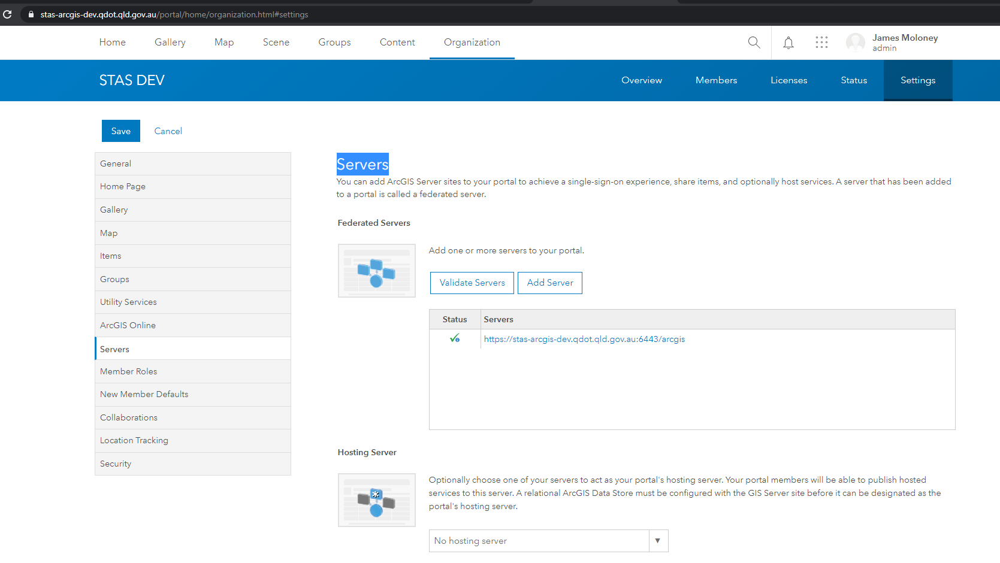 stas-arcgis-dev.qdot.qld.gov.au/portal/home/organization.html#settings
Home Gallery Map Scene Groups Content Organization
James Moloney
admin
STAS DEV
Overview Members Licenses Status Settings
Save Cancel
General
Home Page
Gallery
Map
Items
Groups
Utility Services
ArcGIS Online
Servers
Member Roles
New Member Defaults
Collaborations
Location Tracking
Security
Servers
You can add ArcGIS Server sites to your portal to achieve a single-sign-on experience, share items, and optionally host services. A server that has been added
to a portal is called a federated server.
Federated Servers
Add one or more servers to your portal.
Validate Servers Add Server
Status Servers
https://stas-arcgis-dev.qdot.qld.gov.au:6443/arcgis
Hosting Server
Optionally choose one of your servers to act as your portal's hosting server. Your portal members will be able to publish hosted
services to this server. A relational ArcGIS Data Store must be configured with the GIS Server site before it can be designated as the
portal's hosting server.
No hosting server